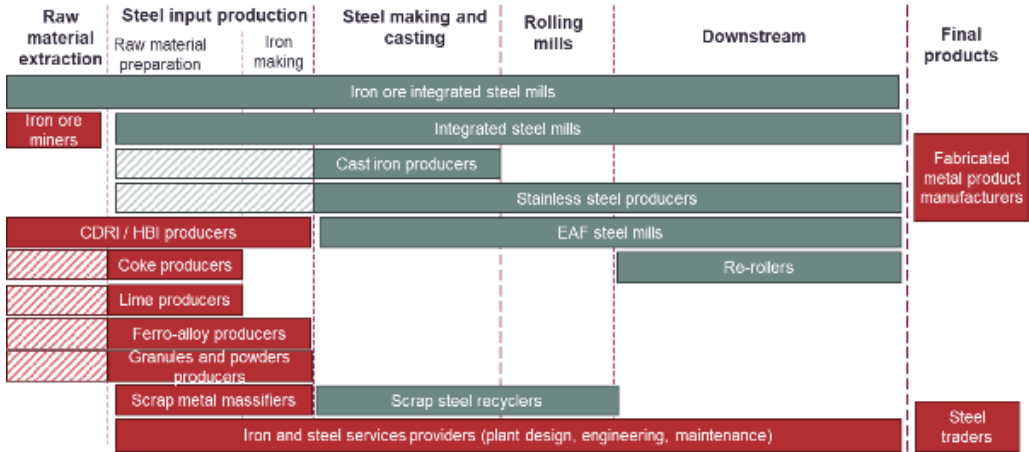 Raw
material
extraction
Steel input production
Raw material
preparation
Iron
making
Steel making and
casting
Rolling
mills
Downstream
Final
products
Iron ore integrated steel mills
Iron ore
miners
Integrated steel mills
Cast iron producers
Fabricated
metal product
manufacturers
Stainless steel producers
CDRI / HBI producers
EAF steel mills
Coke producers
Re-rollers
Lime producers
Ferro-alloy producers
Granules and powders
producers
Scrap metal massifiers
Scrap steel recyclers
Iron and steel services providers (plant design, engineering, maintenance)
Steel
traders